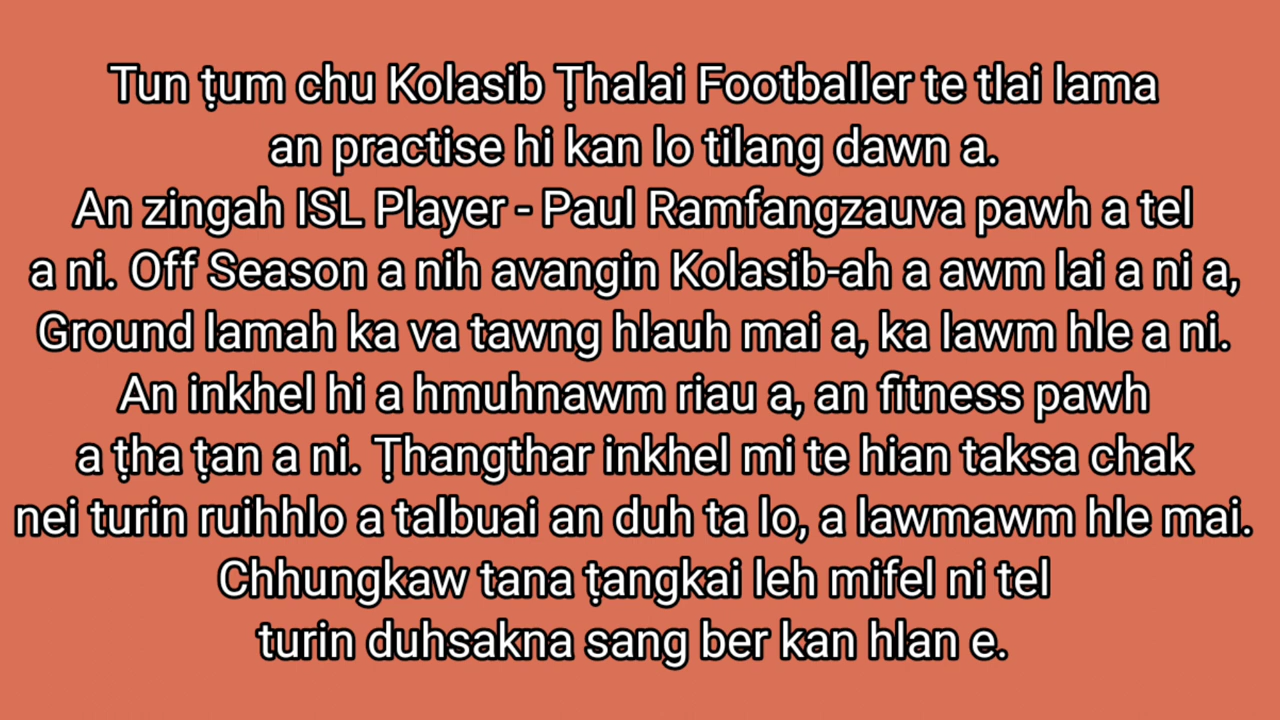 Tun ṭum chu Kolasib Ṭhalai Footballer te tlai lama
an practise hi kan lo tilang dawn a.
An zingah ISL Player - Paul Ramfangzauva pawh a tel
a ni. Off Season a nih avangin Kolasib-ah a awm lai a ni a,
Ground lamah ka va tawng hlauh mai a, ka lawm hle a ni.
An inkhel hi a hmuhnawm riau a, an fitness pawh
a ṭha ṭan a ni. Ṭhangthar inkhel mi te hian taksa chak
nei turin ruihhlo a talbuai an duh ta lo, a lawmawm hle mai.
Chhungkaw tana ṭangkai leh mifel ni tel
turin duhsakna sang ber kan hlan e.